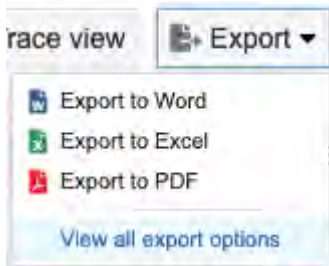 race view Export
Export to Word
Export to Excel
Export to PDF
View all export options